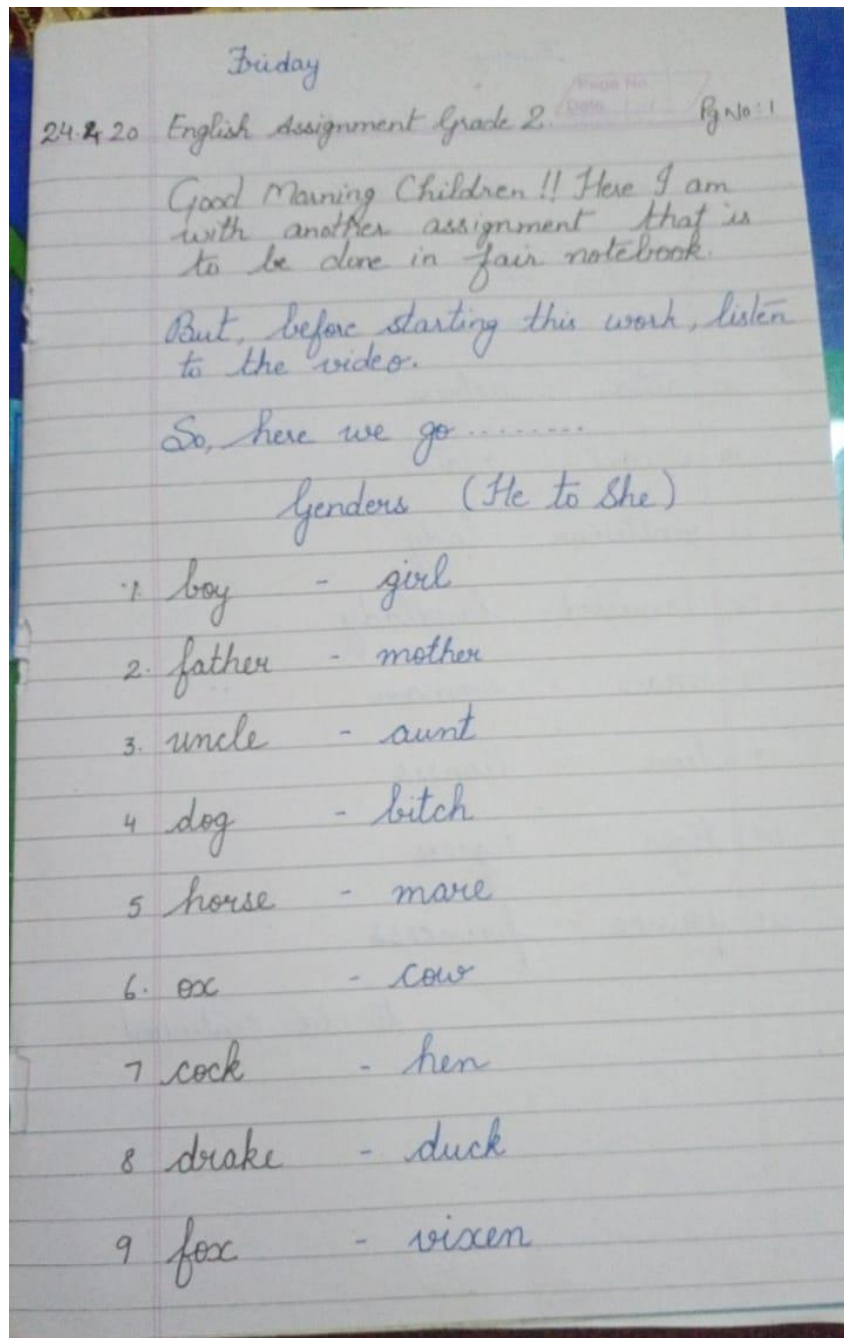 Friday
Page No.
Date
24.4.20 English Assignment Grade 2. Pg No: 1
Good Morning Children !! Here I am
with another assignment that is
to be done in fair notebook.
But, before starting this work, listen
to the video.
So, here we go .........
Genders (He to She)
1. boy - girl
2. father - mother
3. uncle - aunt
4 dog - bitch
5 horse - mare
6. ox - cow
7 cock - hen
8 drake - duck
9 fox - vixen